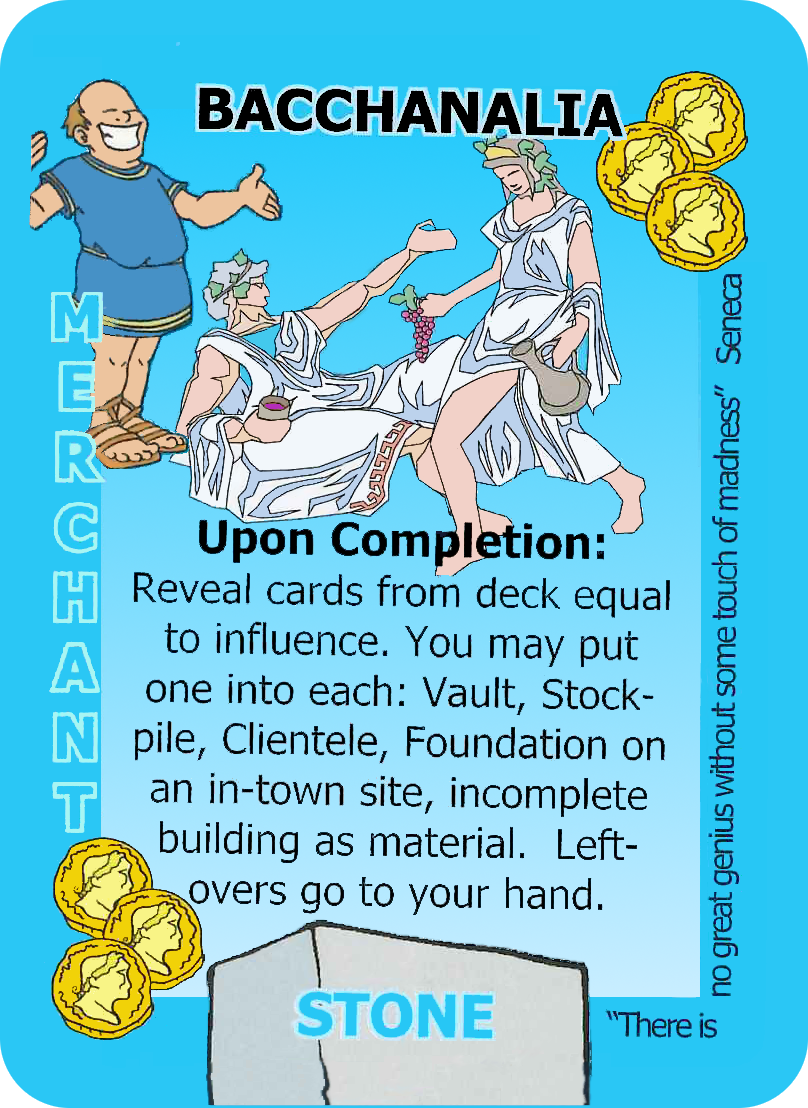 BACCHANALIA
MERCHANT
Upon Completion:
Reveal cards from deck equal
to influence. You may put
one into each: Vault, Stock-
pile, Clientele, Foundation on
an in-town site, incomplete
building as material.  Left-
overs go to your hand.
STONE
“There is
no great genius without some touch of madness”  Seneca